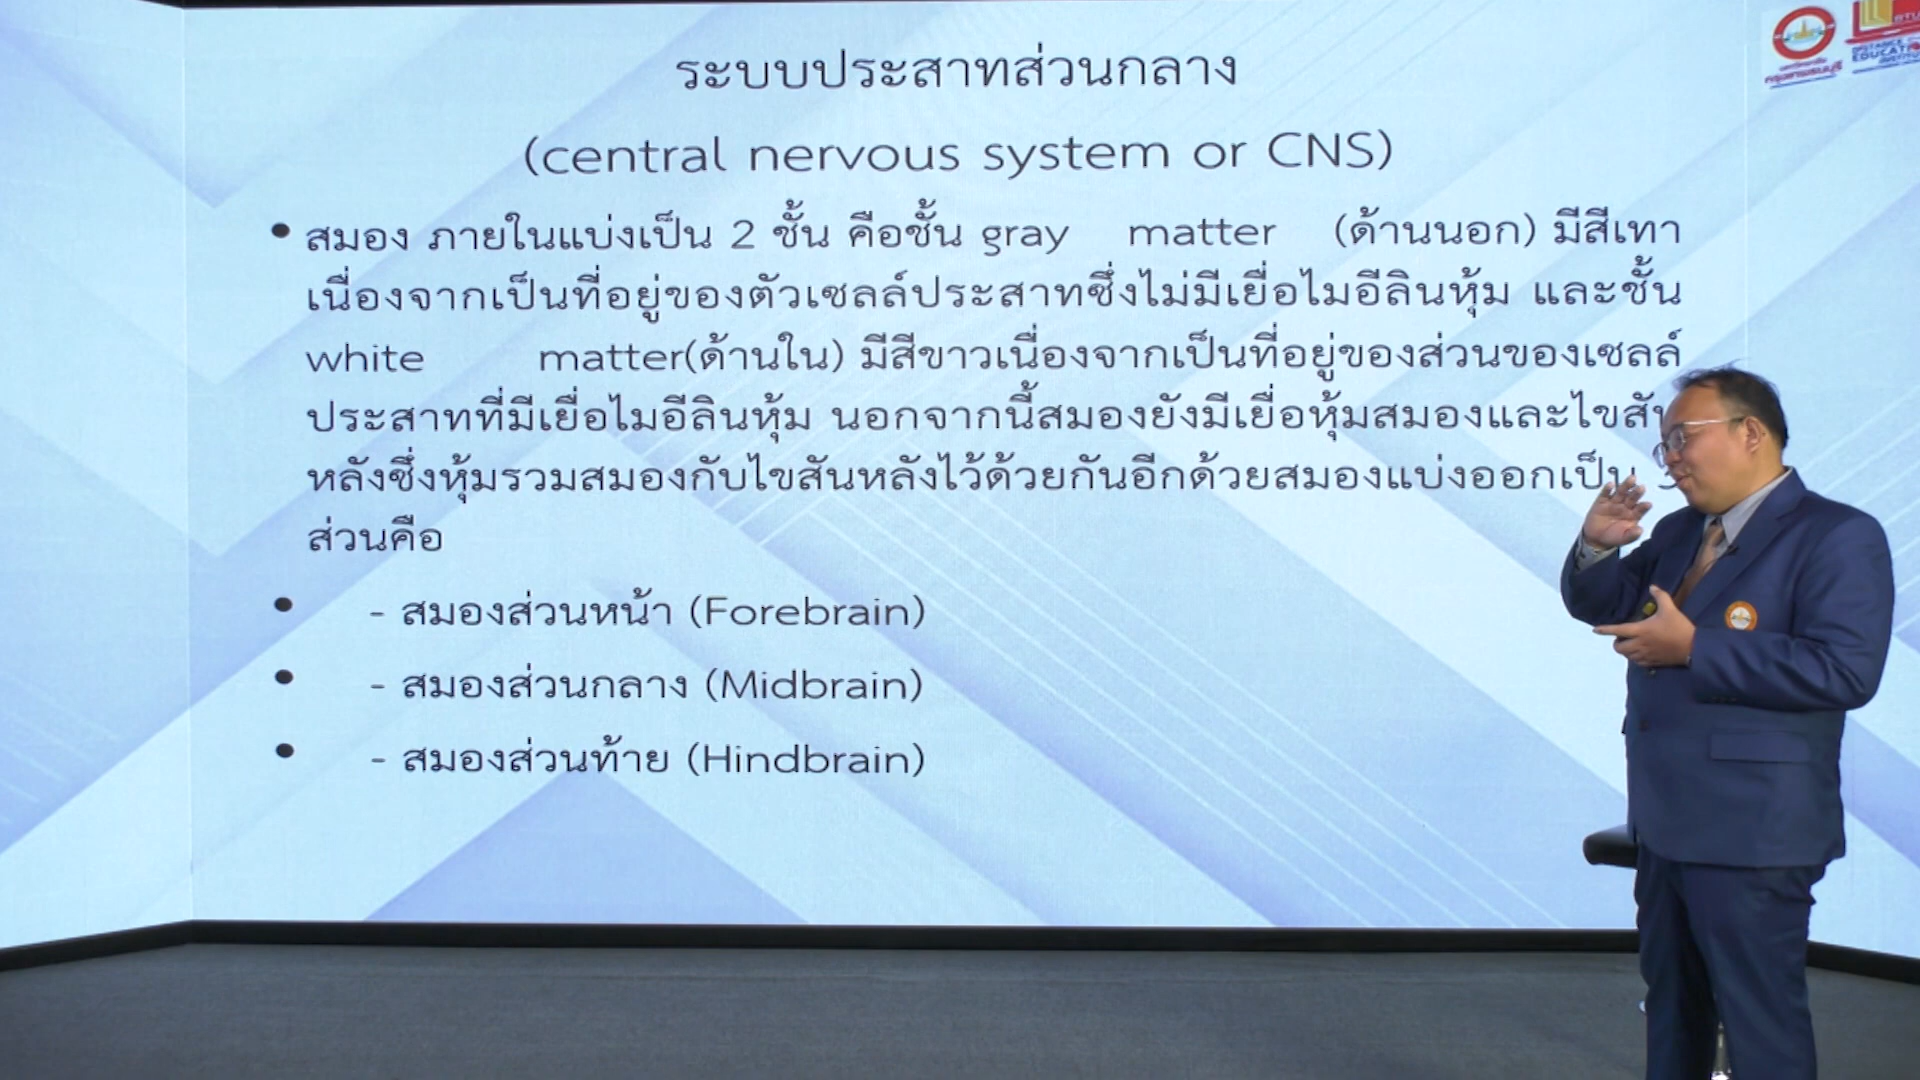 ระบบประสาทส่วนกลาง
(central nervous system or CNS)
• สมอง ภายในแบ่งเป็น 2 ชั้น คือชั้น gray matter (ด้านนอก) มีสีเทา
เนื่องจากเป็นที่อยู่ของตัวเซลล์ประสาทซึ่งไม่มีเยื่อไมอีลินหุ้ม และชั้น
white matter(ด้านใน) มีสีขาวเนื่องจากเป็นที่อยู่ของส่วนของเซลล์
ประสาทที่มีเยื่อไมอีลินหุ้ม นอกจากนี้สมองยังมีเยื่อหุ้มสมองและไขสัน
หลังซึ่งหุ้มรวมสมองกับไขสันหลังไว้ด้วยกันอีกด้วยสมองแบ่งออกเป็น
ส่วนคือ
• - สมองส่วนหน้า (Forebrain)
• - สมองส่วนกลาง (Midbrain)
• - สมองส่วนท้าย (Hindbrain)
กรุงเทพธนบุรี